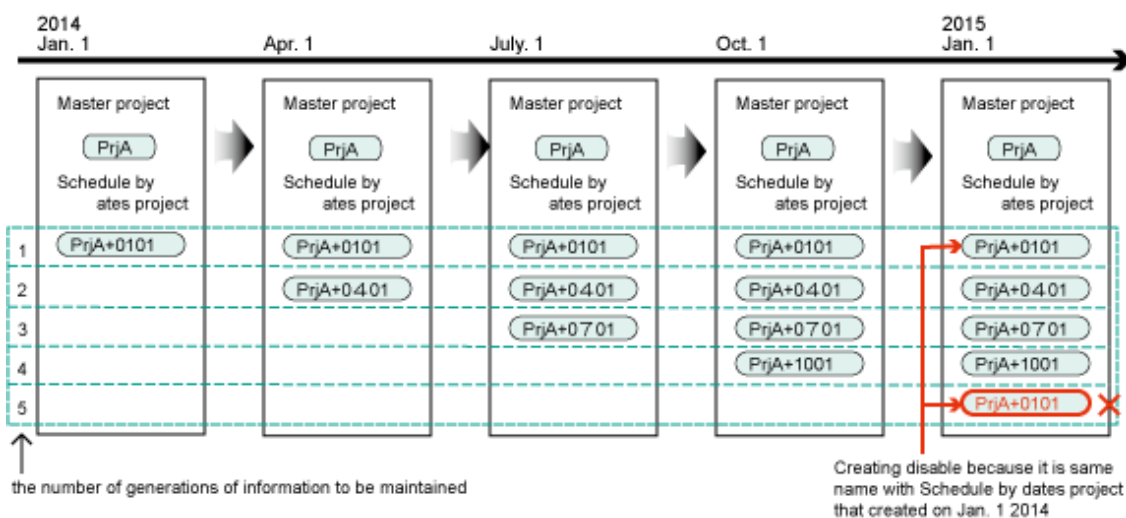 2014
Jan. 1
Apr. 1
July. 1
Oct. 1
2015
Jan. 1
Master project
PrjA
Schedule by
ates project
Master project
PrjA
Schedule by
ates project
Master project
PrjA
Schedule by
ates project
Master project
PrjA
Schedule by
ates project
Master project
PrjA
Schedule by
ates project
1 PrjA+0101 PrjA+0101 PrjA+0101 PrjA+0101 PrjA+0101
2 PrjA+0401 PrjA+0401 PrjA+0401 PrjA+0401
3 PrjA+0701 PrjA+0701 PrjA+0701
4 PrjA+1001 PrjA+1001
5 PrjA+0101
the number of generations of information to be maintained
Creating disable because it is same
name with Schedule by dates project
that created on Jan. 1 2014